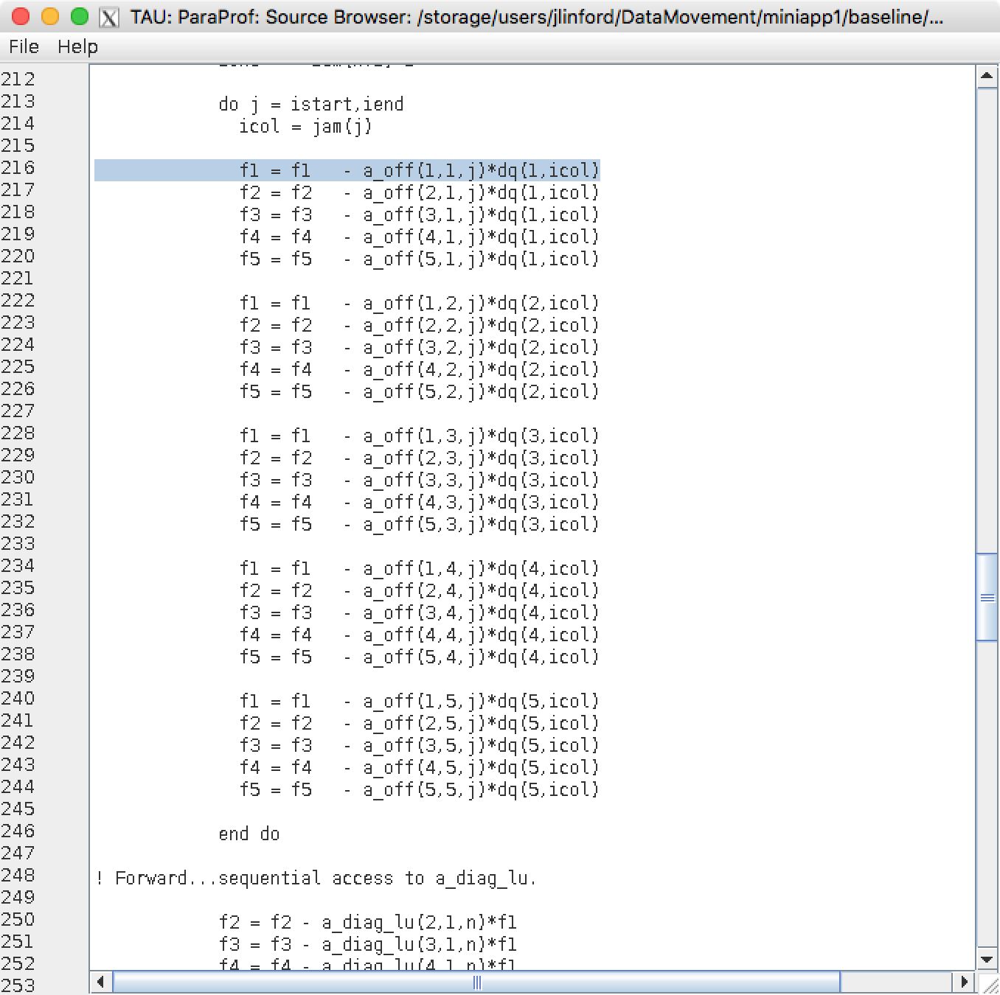 TAU: ParaProf: Source Browser: /storage/users/jlinford/DataMovement/miniapp1/baseline/...
File Help
212
213 do j = istart,iend
214 icol = jam(j)
215
216 f1 = f1 - a_off(1,1,j)*dq(1,icol)
217 f2 = f2 - a_off(2,1,j)*dq(1,icol)
218 f3 = f3 - a_off(3,1,j)*dq(1,icol)
219 f4 = f4 - a_off(4,1,j)*dq(1,icol)
220 f5 = f5 - a_off(5,1,j)*dq(1,icol)
221
222 f1 = f1 - a_off(1,2,j)*dq(2,icol)
223 f2 = f2 - a_off(2,2,j)*dq(2,icol)
224 f3 = f3 - a_off(3,2,j)*dq(2,icol)
225 f4 = f4 - a_off(4,2,j)*dq(2,icol)
226 f5 = f5 - a_off(5,2,j)*dq(2,icol)
227
228 f1 = f1 - a_off(1,3,j)*dq(3,icol)
229 f2 = f2 - a_off(2,3,j)*dq(3,icol)
230 f3 = f3 - a_off(3,3,j)*dq(3,icol)
231 f4 = f4 - a_off(4,3,j)*dq(3,icol)
232 f5 = f5 - a_off(5,3,j)*dq(3,icol)
233
234 f1 = f1 - a_off(1,4,j)*dq(4,icol)
235 f2 = f2 - a_off(2,4,j)*dq(4,icol)
236 f3 = f3 - a_off(3,4,j)*dq(4,icol)
237 f4 = f4 - a_off(4,4,j)*dq(4,icol)
238 f5 = f5 - a_off(5,4,j)*dq(4,icol)
239
240 f1 = f1 - a_off(1,5,j)*dq(5,icol)
241 f2 = f2 - a_off(2,5,j)*dq(5,icol)
242 f3 = f3 - a_off(3,5,j)*dq(5,icol)
243 f4 = f4 - a_off(4,5,j)*dq(5,icol)
244 f5 = f5 - a_off(5,5,j)*dq(5,icol)
245
246 end do
247
248 ! Forward...sequential access to a_diag_lu.
249
250 f2 = f2 - a_diag_lu(2,1,n)*f1
251 f3 = f3 - a_diag_lu(3,1,n)*f1
252 f4 = f4 - a_diag_lu(4,1,n)*f1
253